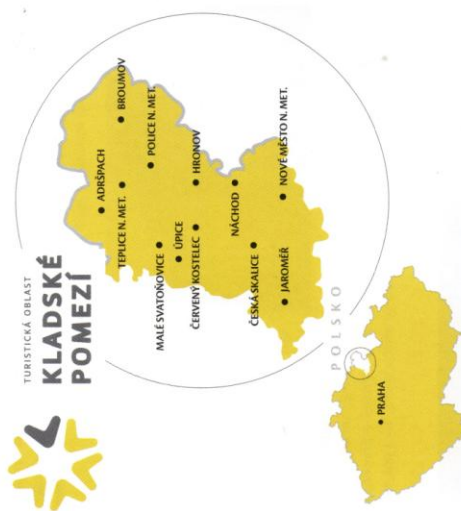 TURISTICKÁ OBLAST
KLADSKÉ
POMEZÍ
ADRŠPACH
BROUMOV
TEPLICE N. MET.
POLICE N. MET.
MALÉ SVATOŇOVICE
ÚPICE
ČERVENÝ KOSTELEC
HRONOV
NÁCHOD
ČESKÁ SKALICE
NOVÉ MĚSTO N. MET.
JAROMĚŘ
POLSKO
PRAHA